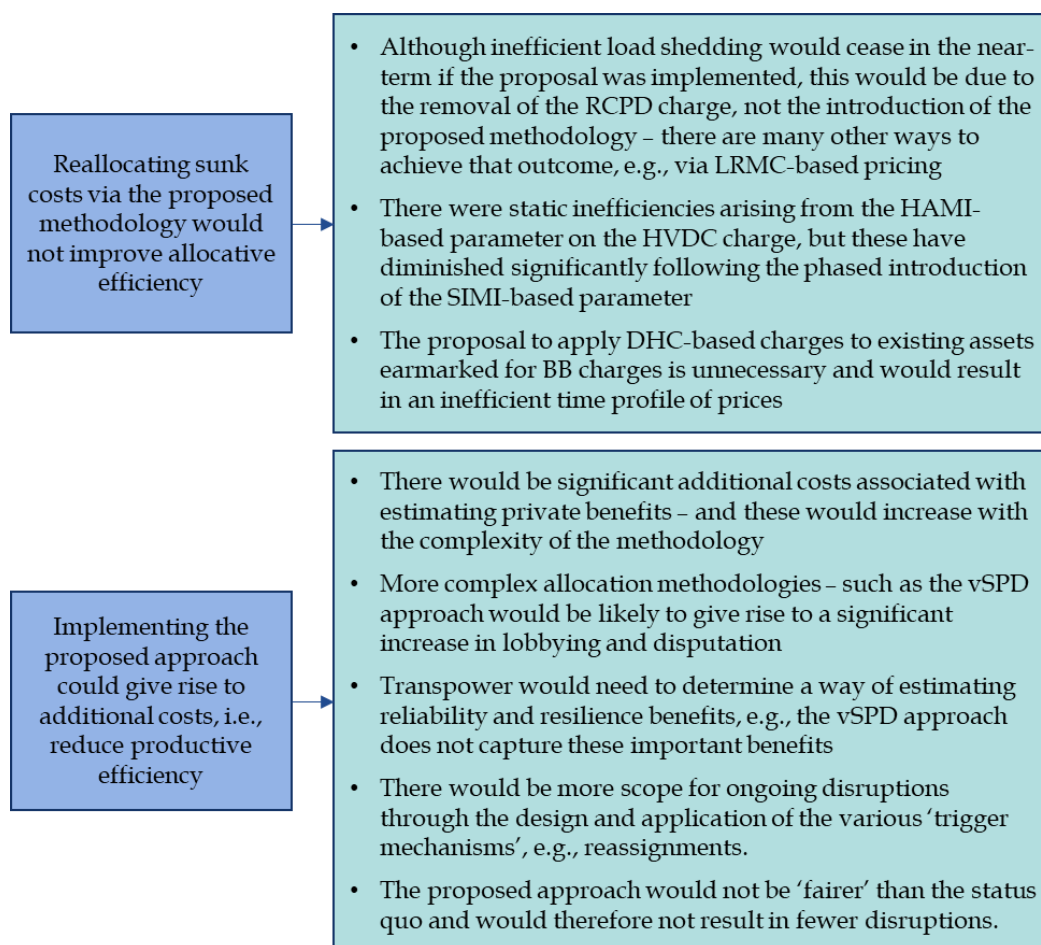 Reallocating sunk
costs via the proposed
methodology would
not improve allocative
efficiency
• Although inefficient load shedding would cease in the near-
term if the proposal was implemented, this would be due to
the removal of the RCPD charge, not the introduction of the
proposed methodology – there are many other ways to
achieve that outcome, e.g., via LRMC-based pricing
• There were static inefficiencies arising from the HAMI-
based parameter on the HVDC charge, but these have
diminished significantly following the phased introduction
of the SIMI-based parameter
• The proposal to apply DHC-based charges to existing assets
earmarked for BB charges is unnecessary and would result
in an inefficient time profile of prices
Implementing the
proposed approach
could give rise to
additional costs, i.e.,
reduce productive
efficiency
• There would be significant additional costs associated with
estimating private benefits – and these would increase with
the complexity of the methodology
• More complex allocation methodologies – such as the vSPD
approach would be likely to give rise to a significant
increase in lobbying and disputation
• Transpower would need to determine a way of estimating
reliability and resilience benefits, e.g., the vSPD approach
does not capture these important benefits
• There would be more scope for ongoing disruptions
through the design and application of the various ‘trigger
mechanisms’, e.g., reassignments.
• The proposed approach would not be ‘fairer’ than the status
quo and would therefore not result in fewer disruptions.